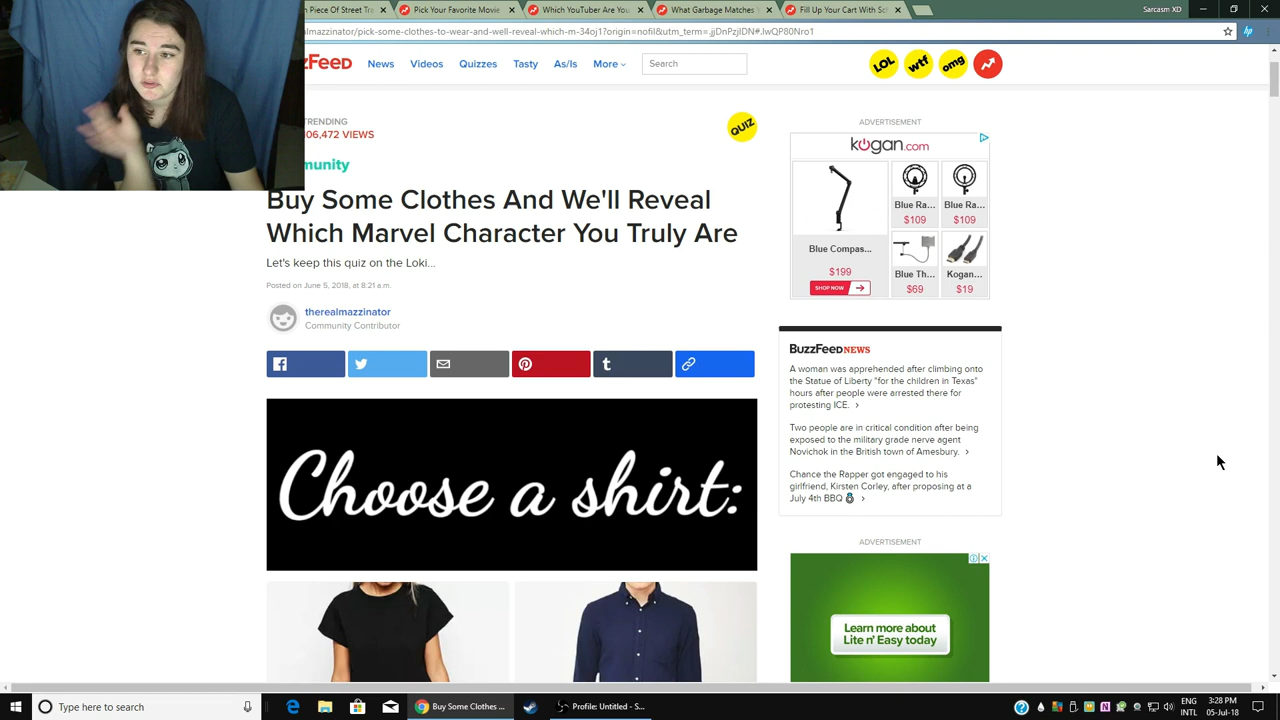 n Piece Of Street Tra
Pick Your Favorite Movie
Which YouTuber Are You
What Garbage Matches Y
Fill Up Your Cart With Sc
Sarcasm XD
ealmazzinator/pick-some-clothes-to-wear-and-well-reveal-which-m-34oj1?origin=nofil&utm_term=.jjDnPzjlDN#.lwQP80Nro1
zFeed
News
Videos
Quizzes
Tasty
As/Is
More
Search
LOL
wtf
omg
TRENDING
106,472 VIEWS
QUIZ
munity
Buy Some Clothes And We'll Reveal
Which Marvel Character You Truly Are
Let's keep this quiz on the Loki...
Posted on June 5, 2018, at 8:21 a.m.
therealmazzinator
Community Contributor
Choose a shirt:
ADVERTISEMENT
kogan.com
Blue Compas...
$199
SHOP NOW
Blue Ra...
$109
Blue Ra...
$109
Blue Th...
$69
Kogan...
$19
BuzzFeed NEWS
A woman was apprehended after climbing onto
the Statue of Liberty "for the children in Texas"
hours after people were arrested there for
protesting ICE.
Two people are in critical condition after being
exposed to the military grade nerve agent
Novichok in the British town of Amesbury.
Chance the Rapper got engaged to his
girlfriend, Kirsten Corley, after proposing at a
July 4th BBQ
ADVERTISEMENT
Learn more about
Lite n' Easy today
Type here to search
Buy Some Clothes ...
Profile: Untitled - S...
ENG
INTL
3:28 PM
05-Jul-18